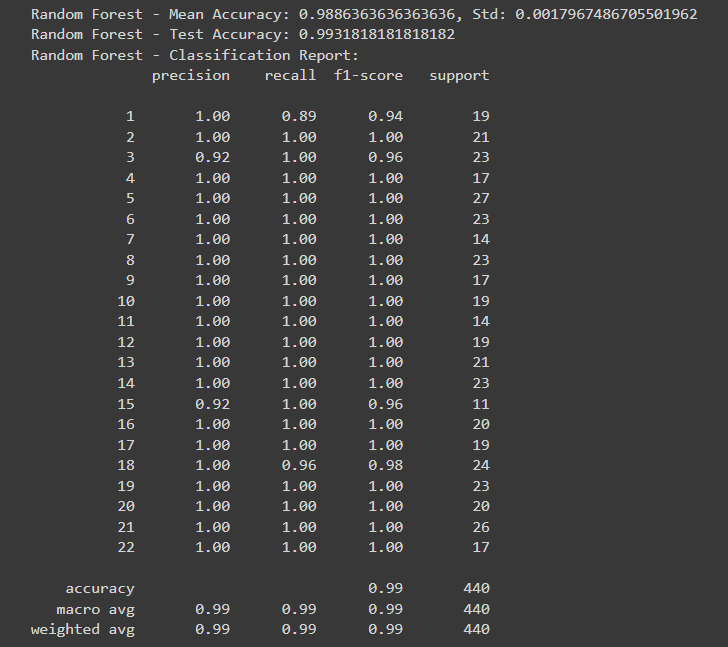 Random Forest - Mean Accuracy: 0.9886363636363636, Std: 0.0017967486705501962
Random Forest - Test Accuracy: 0.9931818181818182
Random Forest - Classification Report:
precision recall f1-score support
1 1.00 0.89 0.94 19
2 1.00 1.00 1.00 21
3 0.92 1.00 0.96 23
4 1.00 1.00 1.00 17
5 1.00 1.00 1.00 27
6 1.00 1.00 1.00 23
7 1.00 1.00 1.00 14
8 1.00 1.00 1.00 23
9 1.00 1.00 1.00 17
10 1.00 1.00 1.00 19
11 1.00 1.00 1.00 14
12 1.00 1.00 1.00 19
13 1.00 1.00 1.00 21
14 1.00 1.00 1.00 23
15 0.92 1.00 0.96 11
16 1.00 1.00 1.00 20
17 1.00 1.00 1.00 19
18 1.00 0.96 0.98 24
19 1.00 1.00 1.00 23
20 1.00 1.00 1.00 20
21 1.00 1.00 1.00 26
22 1.00 1.00 1.00 17
accuracy 0.99 440
macro avg 0.99 0.99 0.99 440
weighted avg 0.99 0.99 0.99 440